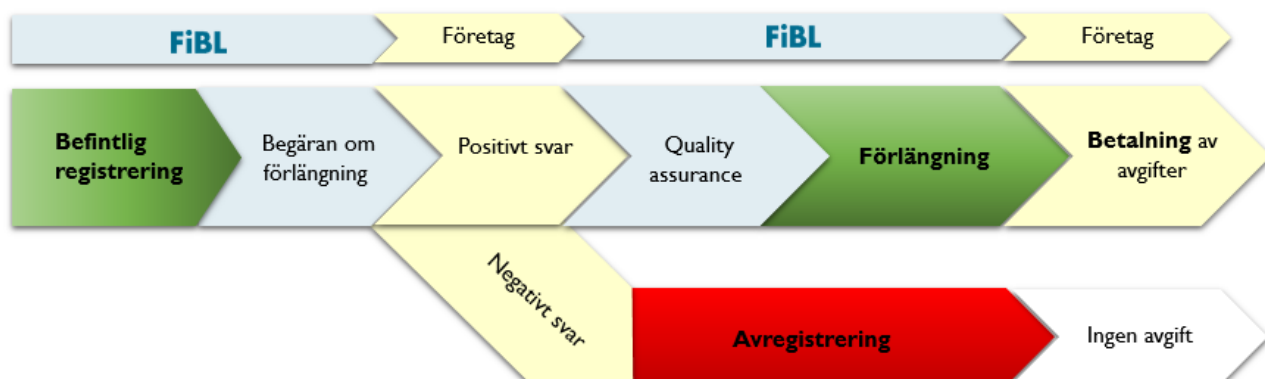 FiBL
Företag
FiBL
Företag
Befintlig
registrering
Begäran om
förlängning
Positivt svar
Quality
assurance
Förlängning
Betalning av
avgifter
Negativt svar
Avregistrering
Ingen avgift